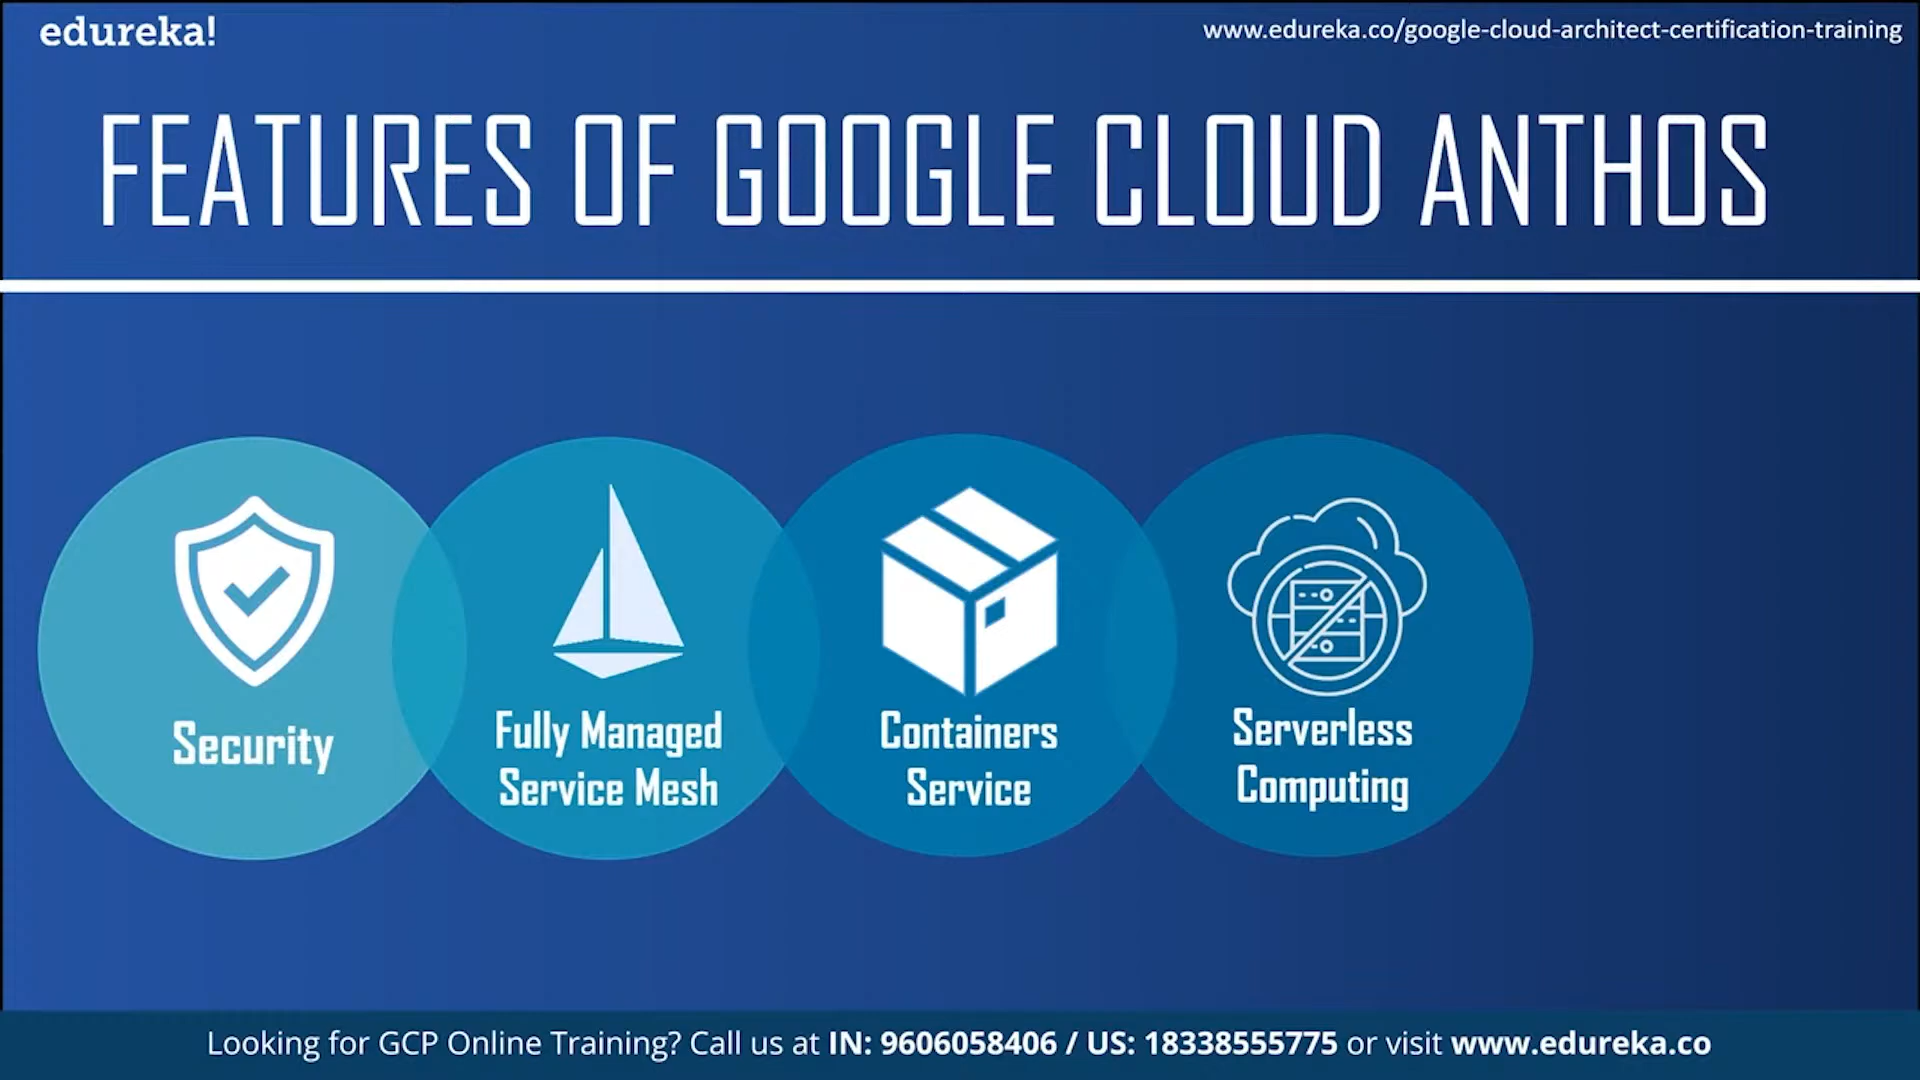 edureka!
www.edureka.co/google-cloud-architect-certification-training
FEATURES OF GOOGLE CLOUD ANTHOS
Security
Fully Managed
Service Mesh
Containers
Service
Serverless
Computing
Looking for GCP Online Training? Call us at IN: 9606058406 / US: 18338555775 or visit www.edureka.co